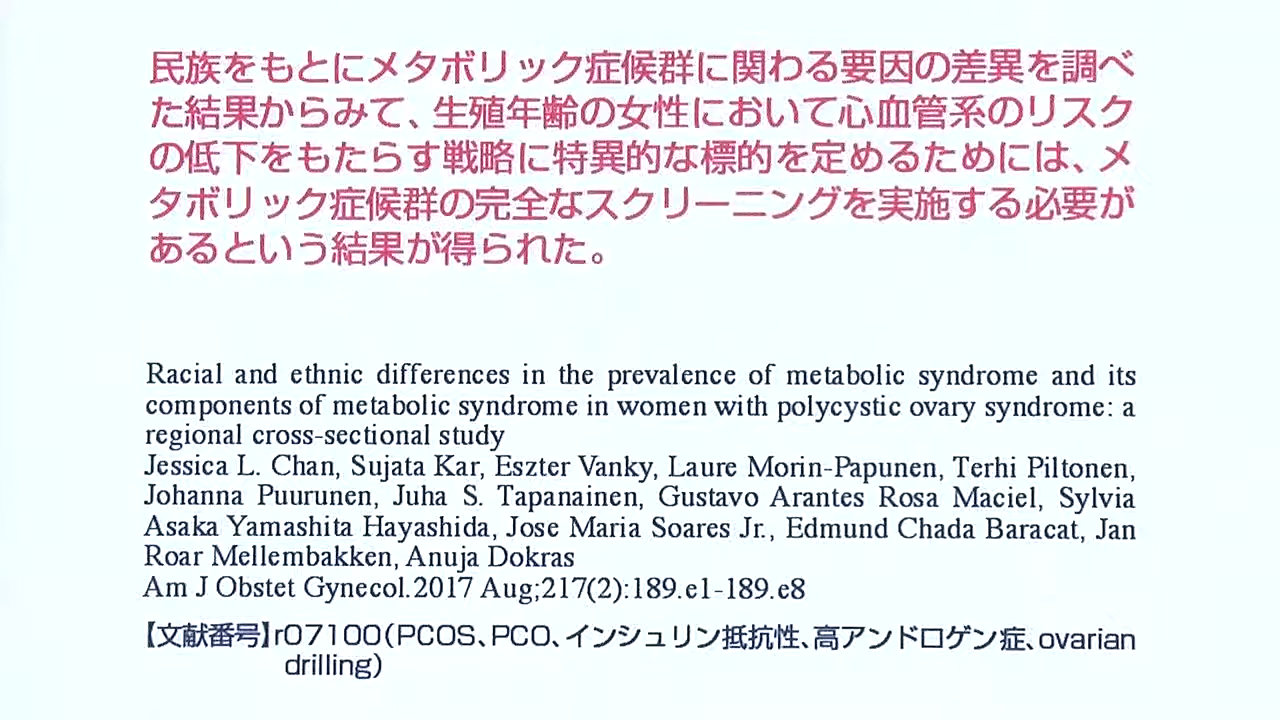 民族をもとにメタボリック症候群に関わる要因の差異を調べ
た結果からみて、生殖年齢の女性において心血管系のリスク
の低下をもたらす戦略に特異的な標的を定めるためには、メ
タボリック症候群の完全なスクリーニングを実施する必要が
あるという結果が得られた。
Racial and ethnic differences in the prevalence of metabolic syndrome and its
components of metabolic syndrome in women with polycystic ovary syndrome: a
regional cross-sectional study
Jessica L. Chan, Sujata Kar, Eszter Vanky, Laure Morin-Papunen, Terhi Piltonen,
Johanna Puurunen, Juha S. Tapanainen, Gustavo Arantes Rosa Maciel, Sylvia
Asaka Yamashita Hayashida, Jose Maria Soares Jr., Edmund Chada Baracat, Jan
Roar Mellembakken, Anuja Dokras
Am J Obstet Gynecol.2017 Aug;217(2):189.e1-189.e8
【文献番号】r07100(PCOS、PCO、インシュリン抵抗性、高アンドロゲン症、ovarian
drilling)